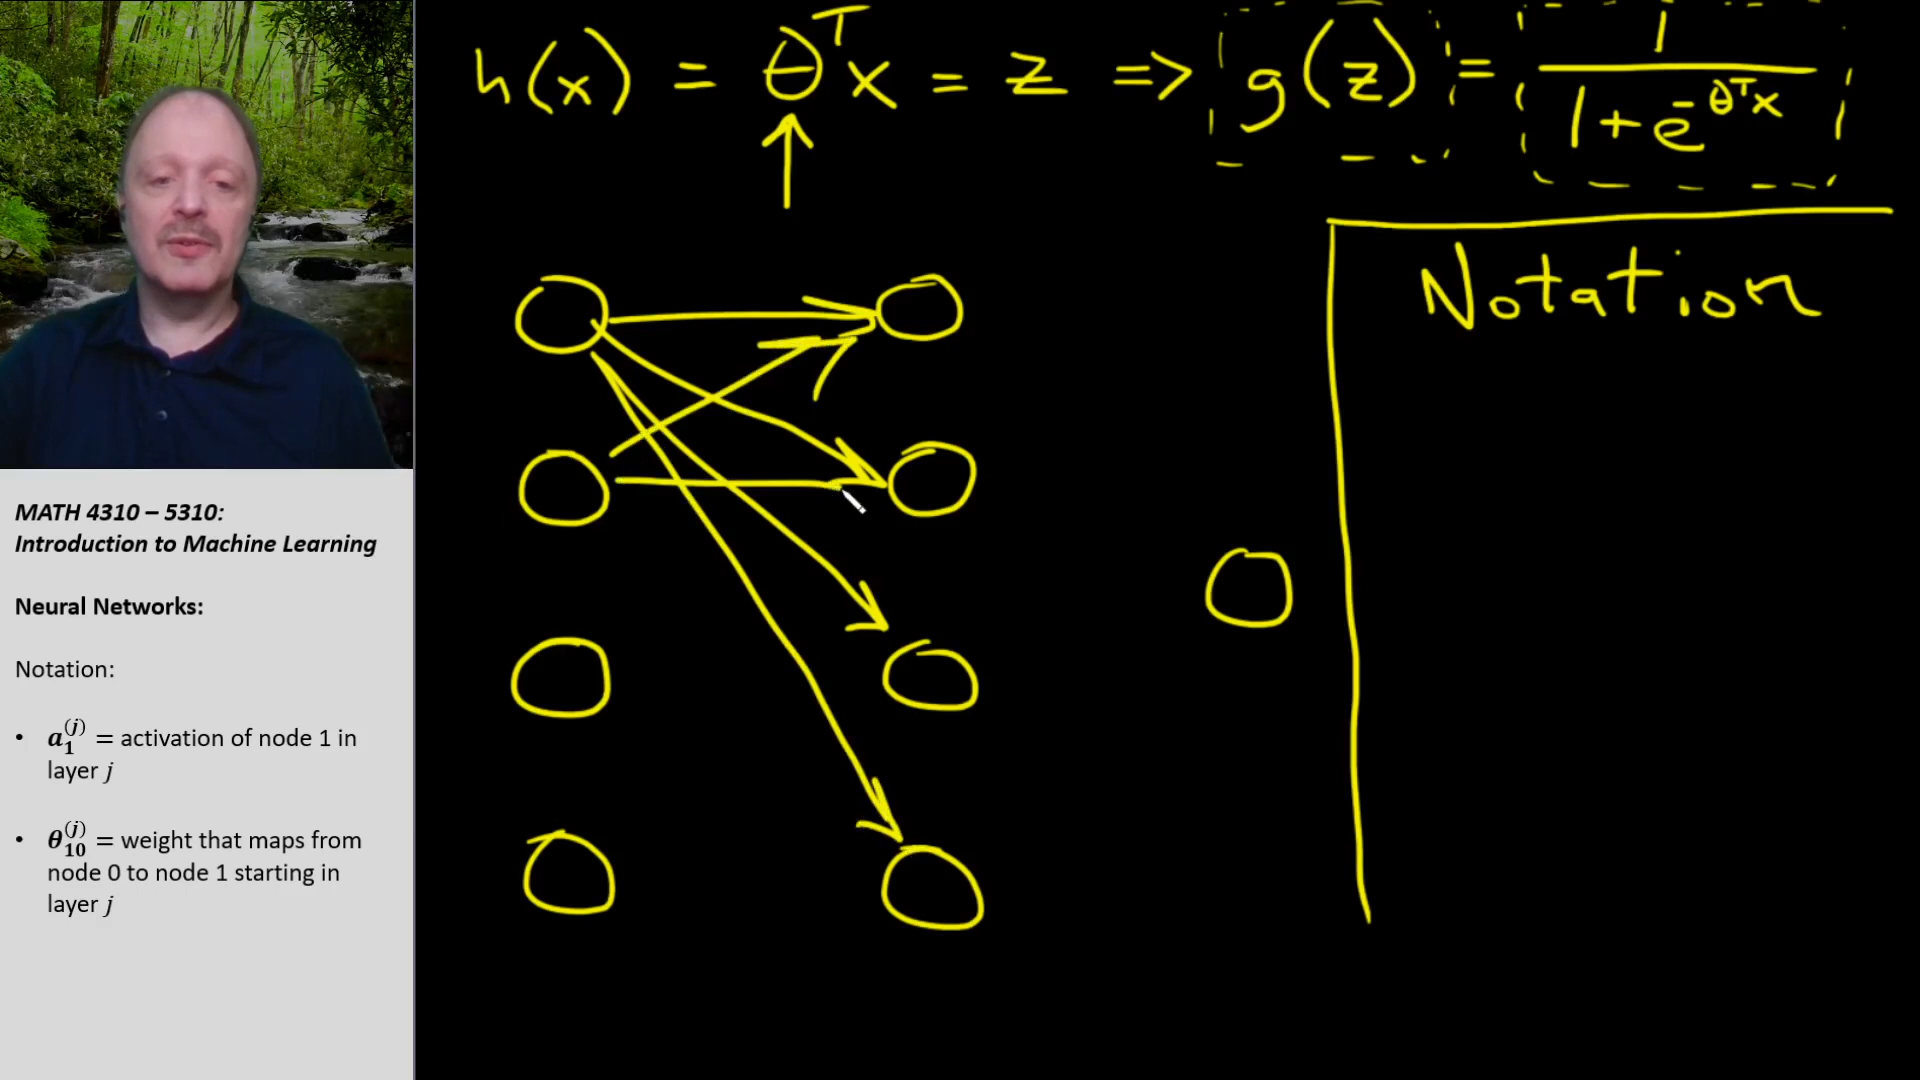 h(x) = θᵀx = z => g(z) = 1 / (1 + e^(-θᵀx))
Notation
MATH 4310 – 5310:
Introduction to Machine Learning
Neural Networks:
Notation:
• a₁⁽ʲ⁾ = activation of node 1 in
layer j
• θ₁₀⁽ʲ⁾ = weight that maps from
node 0 to node 1 starting in
layer j